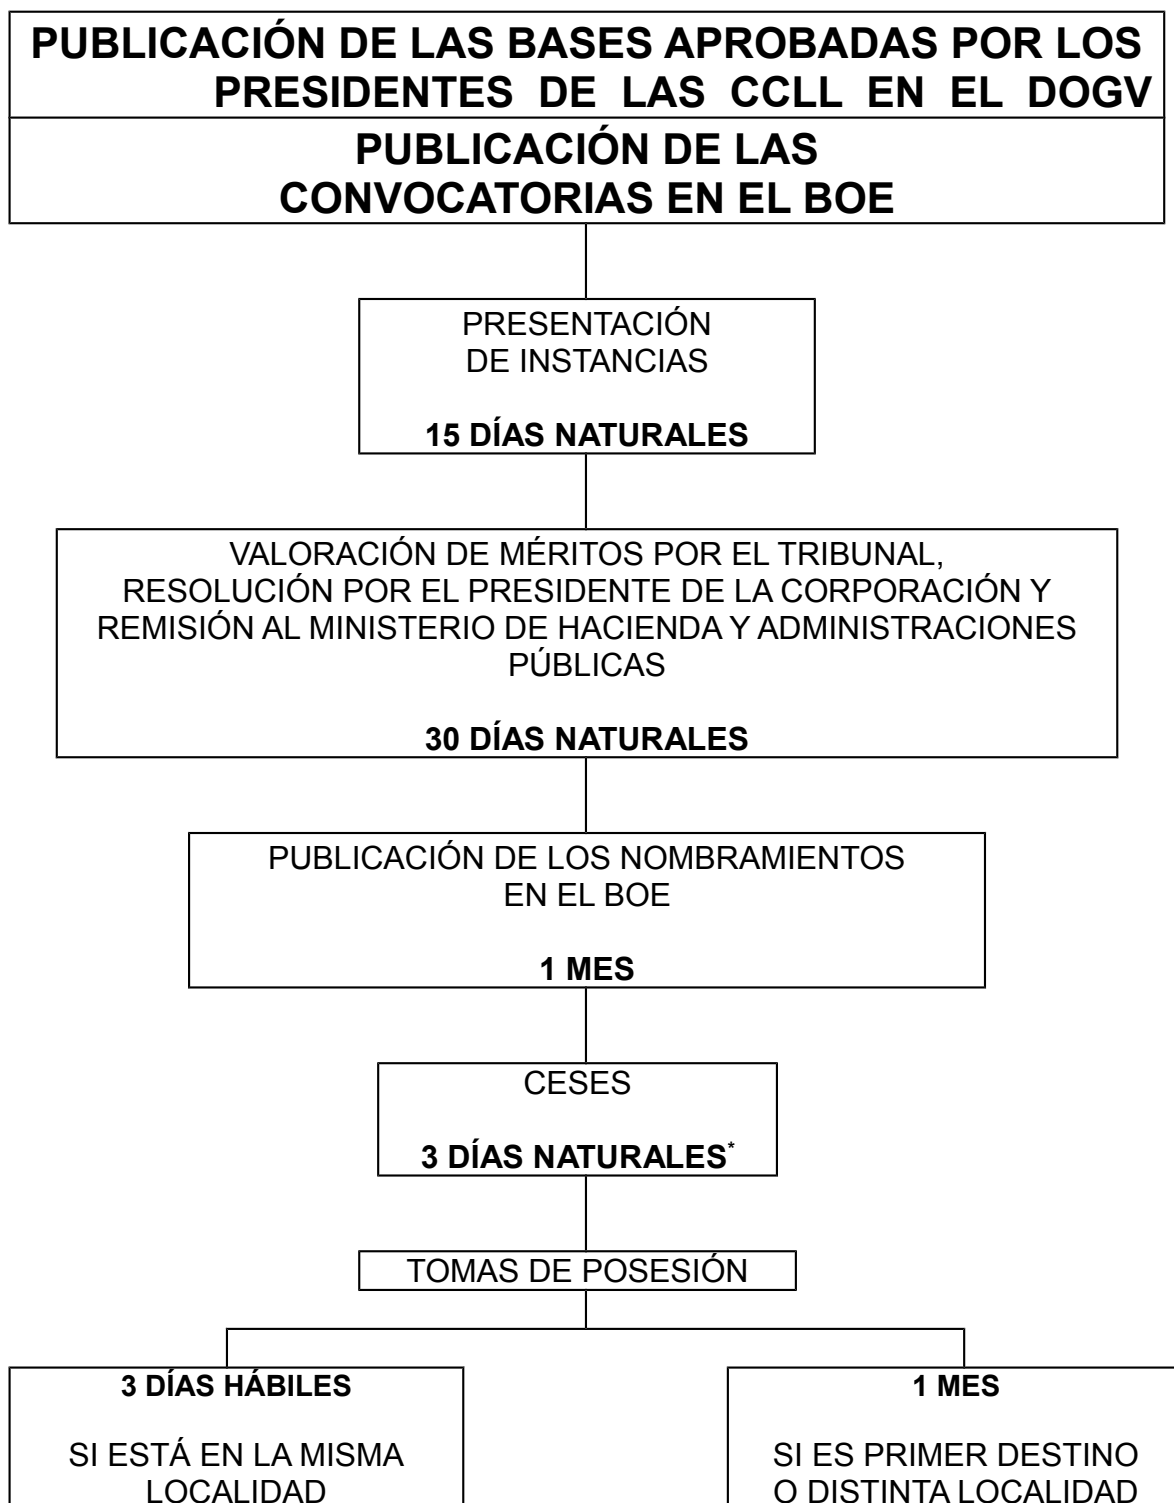 PUBLICACIÓN DE LAS BASES APROBADAS POR LOS
PRESIDENTES DE LAS CCLL EN EL DOGV
PUBLICACIÓN DE LAS
CONVOCATORIAS EN EL BOE
PRESENTACIÓN
DE INSTANCIAS
15 DÍAS NATURALES
VALORACIÓN DE MÉRITOS POR EL TRIBUNAL,
RESOLUCIÓN POR EL PRESIDENTE DE LA CORPORACIÓN Y
REMISIÓN AL MINISTERIO DE HACIENDA Y ADMINISTRACIONES
PÚBLICAS
30 DÍAS NATURALES
PUBLICACIÓN DE LOS NOMBRAMIENTOS
EN EL BOE
1 MES
CESES
3 DÍAS NATURALES*
TOMAS DE POSESIÓN
3 DÍAS HÁBILES
SI ESTÁ EN LA MISMA
LOCALIDAD
1 MES
SI ES PRIMER DESTINO
O DISTINTA LOCALIDAD